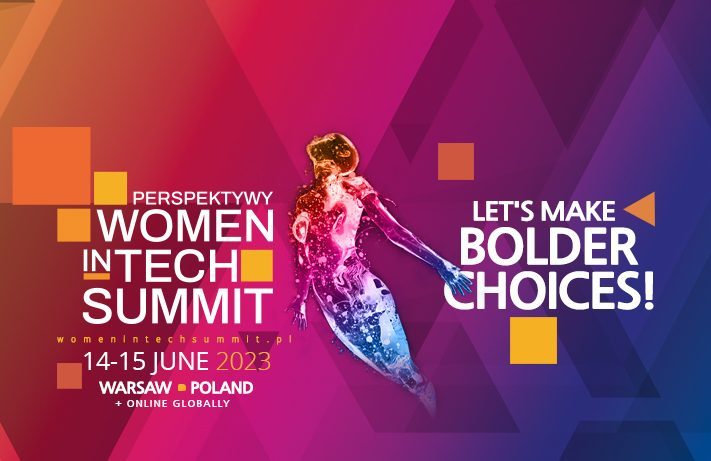 PERSPEKTYWY
WOMEN
IN TECH
SUMMIT
womenintechsummit.pl
14-15 JUNE 2023
WARSAW POLAND
+ ONLINE GLOBALLY
LET'S MAKE
BOLDER
CHOICES!